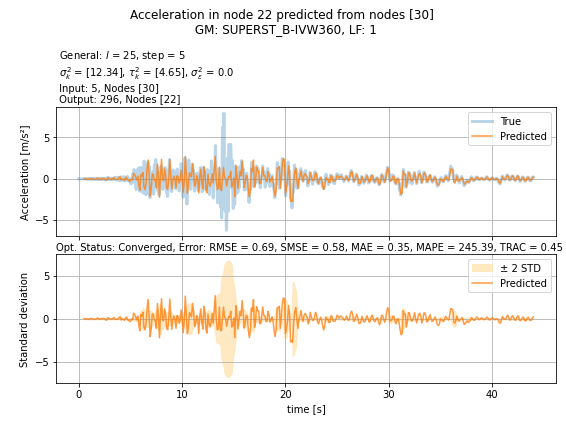 Acceleration in node 22 predicted from nodes [30]
GM: SUPERST_B-IVW360, LF: 1
General: l = 25, step = 5
σ²ₖ = [12.34], τ²ₖ = [4.65], σ²ε = 0.0
Input: 5, Nodes [30]
Output: 296, Nodes [22]
Acceleration [m/s²]
5
0
−5
True
Predicted
Opt. Status: Converged, Error: RMSE = 0.69, SMSE = 0.58, MAE = 0.35, MAPE = 245.39, TRAC = 0.45
Standard deviation
5
0
−5
± 2 STD
Predicted
0 10 20 30 40
time [s]